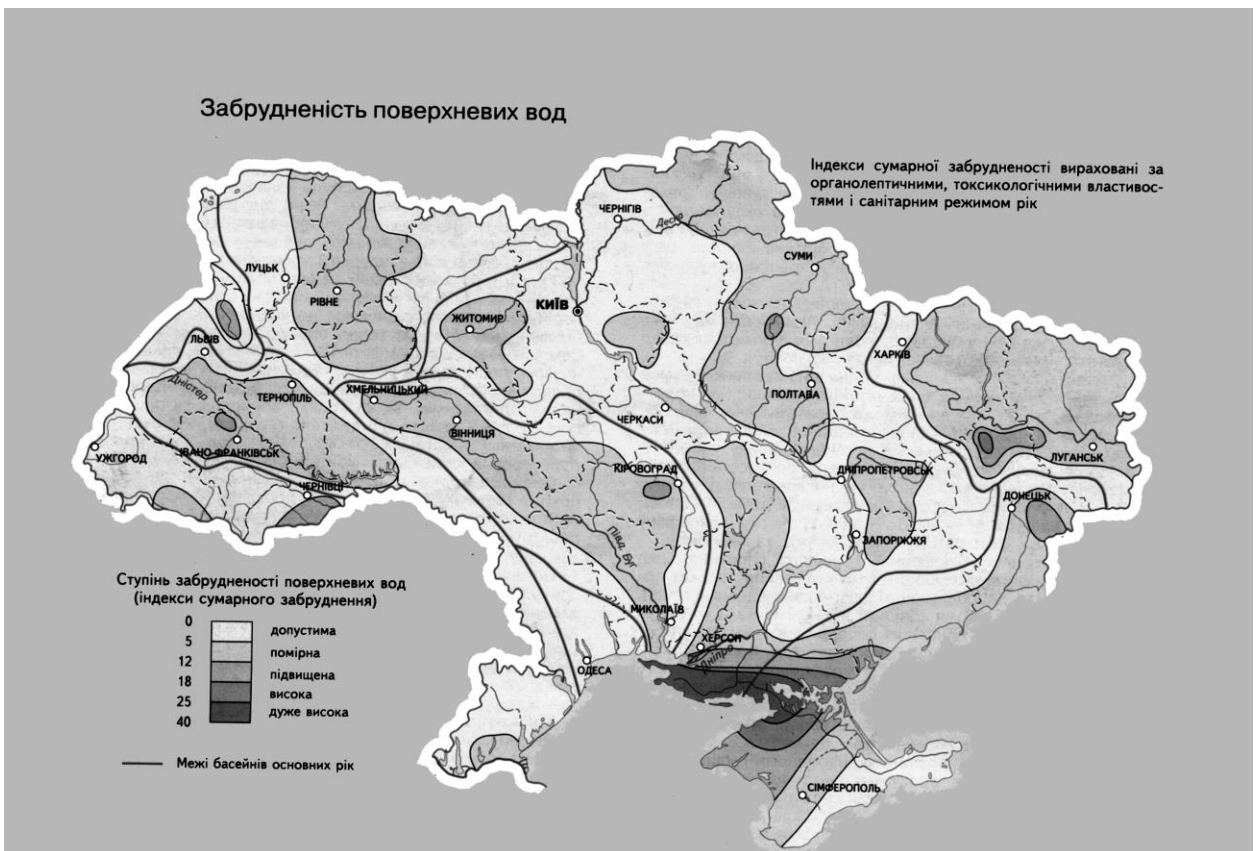 Забрудненість поверхневих вод
Індекси сумарної забрудненості вираховані за
органолептичними, токсикологічними властивос-
тями і санітарним режимом рік
ЧЕРНІГІВ
Десна
СУМИ
ЛУЦЬК
РІВНЕ
КИЇВ
ЖИТОМИР
ЛЬВІВ
ХАРКІВ
Дністер
ТЕРНОПІЛЬ
ХМЕЛЬНИЦЬКИЙ
ПОЛТАВА
ЧЕРКАСИ
ВІННИЦЯ
УЖГОРОД
ІВАНО-ФРАНКІВСЬК
ЛУГАНСЬК
КІРОВОГРАД
ДНІПРОПЕТРОВСЬК
ЧЕРНІВЦІ
ДОНЕЦЬК
Півд. Буг
ЗАПОРІЖЖЯ
Ступінь забрудненості поверхневих вод
(індекси сумарного забруднення)
МИКОЛАЇВ
ХЕРСОН
Дніпро
ОДЕСА
0
допустима
5
помірна
12
підвищена
18
висока
25
дуже висока
40
Межі басейнів основних рік
СІМФЕРОПОЛЬ